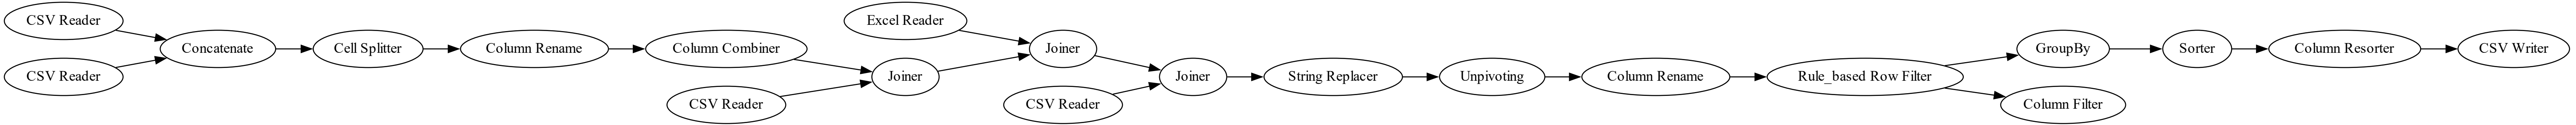 CSV Reader
CSV Reader
Concatenate
Cell Splitter
Column Rename
Column Combiner
CSV Reader
Joiner
Excel Reader
Joiner
CSV Reader
Joiner
String Replacer
Unpivoting
Column Rename
Rule_based Row Filter
GroupBy
Column Filter
Sorter
Column Resorter
CSV Writer